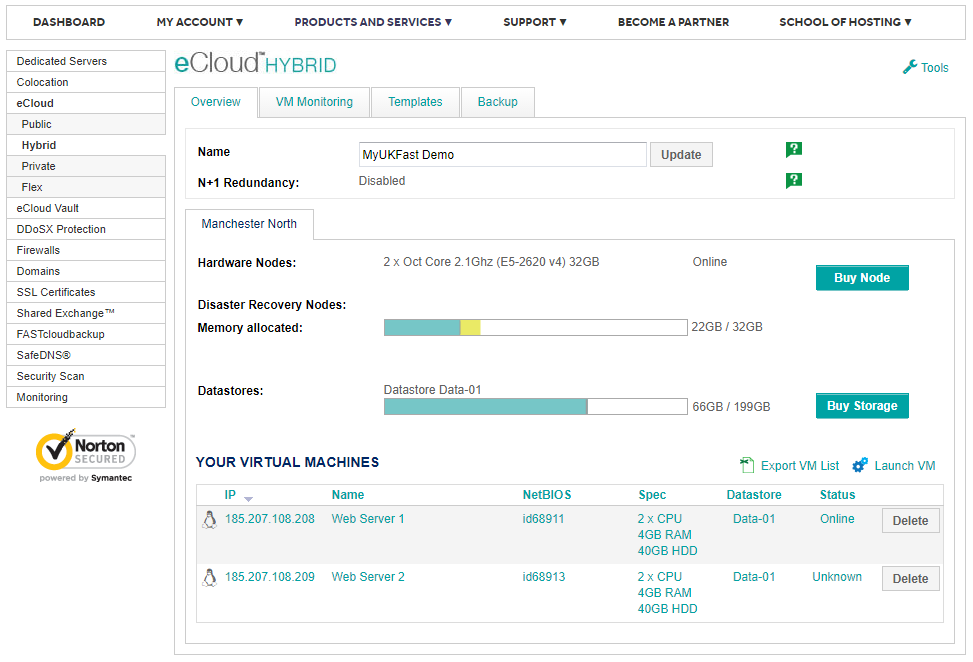 DASHBOARD MY ACCOUNT ▼ PRODUCTS AND SERVICES ▼ SUPPORT ▼ BECOME A PARTNER SCHOOL OF HOSTING ▼
Dedicated Servers
Colocation
eCloud
Public
Hybrid
Private
Flex
eCloud Vault
DDoSX Protection
Firewalls
Domains
SSL Certificates
Shared Exchange™
FASTcloudbackup
SafeDNS®
Security Scan
Monitoring
Norton
SECURED
powered by Symantec
eCloud™HYBRID
Tools
Overview VM Monitoring Templates Backup
Name MyUKFast Demo Update ?
N+1 Redundancy: Disabled ?
Manchester North
Hardware Nodes: 2 x Oct Core 2.1Ghz (E5-2620 v4) 32GB Online
Buy Node
Disaster Recovery Nodes:
Memory allocated: 22GB / 32GB
Datastores: Datastore Data-01
66GB / 199GB Buy Storage
YOUR VIRTUAL MACHINES Export VM List Launch VM
IP Name NetBIOS Spec Datastore Status
185.207.108.208 Web Server 1 id68911 2 x CPU Data-01 Online Delete
4GB RAM
40GB HDD
185.207.108.209 Web Server 2 id68913 2 x CPU Data-01 Unknown Delete
4GB RAM
40GB HDD